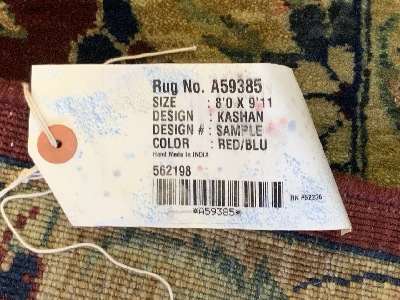 Rug No. A59385
SIZE : 8'0 X 9'11
DESIGN : KASHAN
DESIGN # : SAMPLE
COLOR : RED/BLU
Hand Made In INDIA
562198
*A59385*